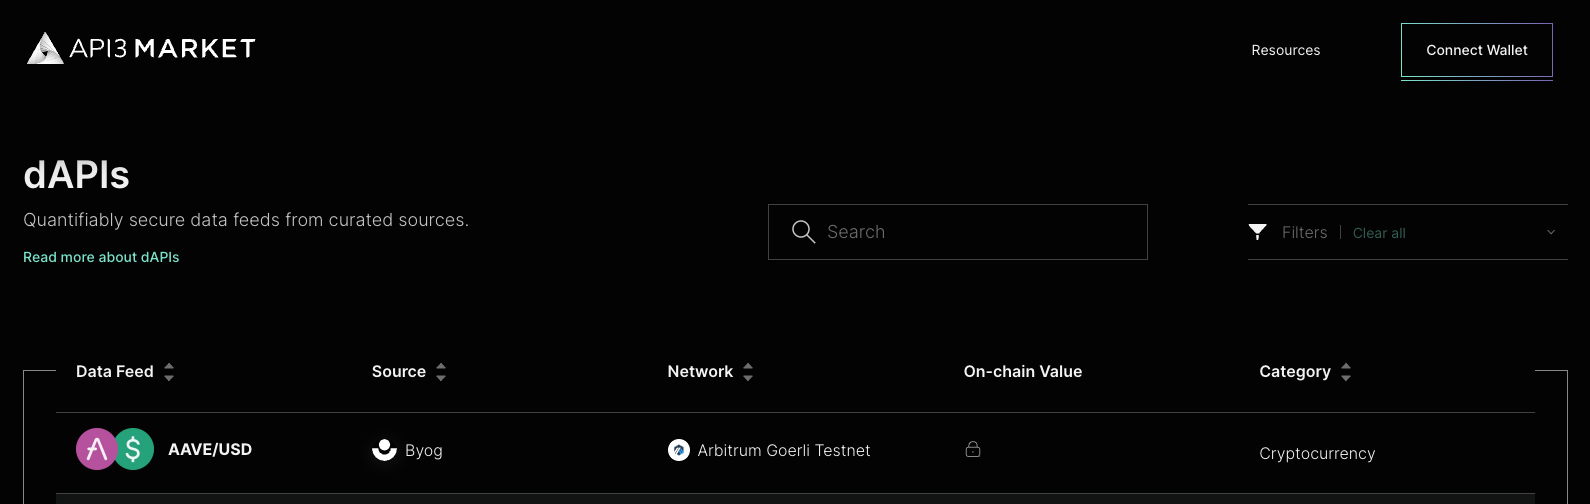 API3 MARKET
Resources
Connect Wallet
dAPIs
Quantifiably secure data feeds from curated sources.
Read more about dAPIs
Search
Filters | Clear all
Data Feed Source Network On-chain Value Category
AAVE/USD Byog Arbitrum Goerli Testnet Cryptocurrency